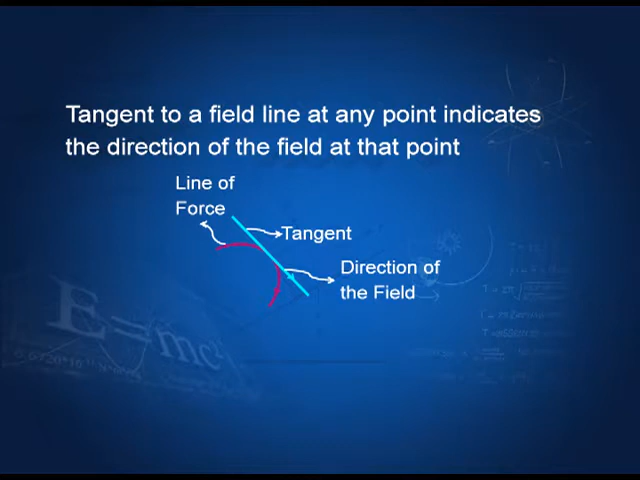 Tangent to a field line at any point indicates
the direction of the field at that point
Line of
Force
Tangent
Direction of
the Field
E=mc²